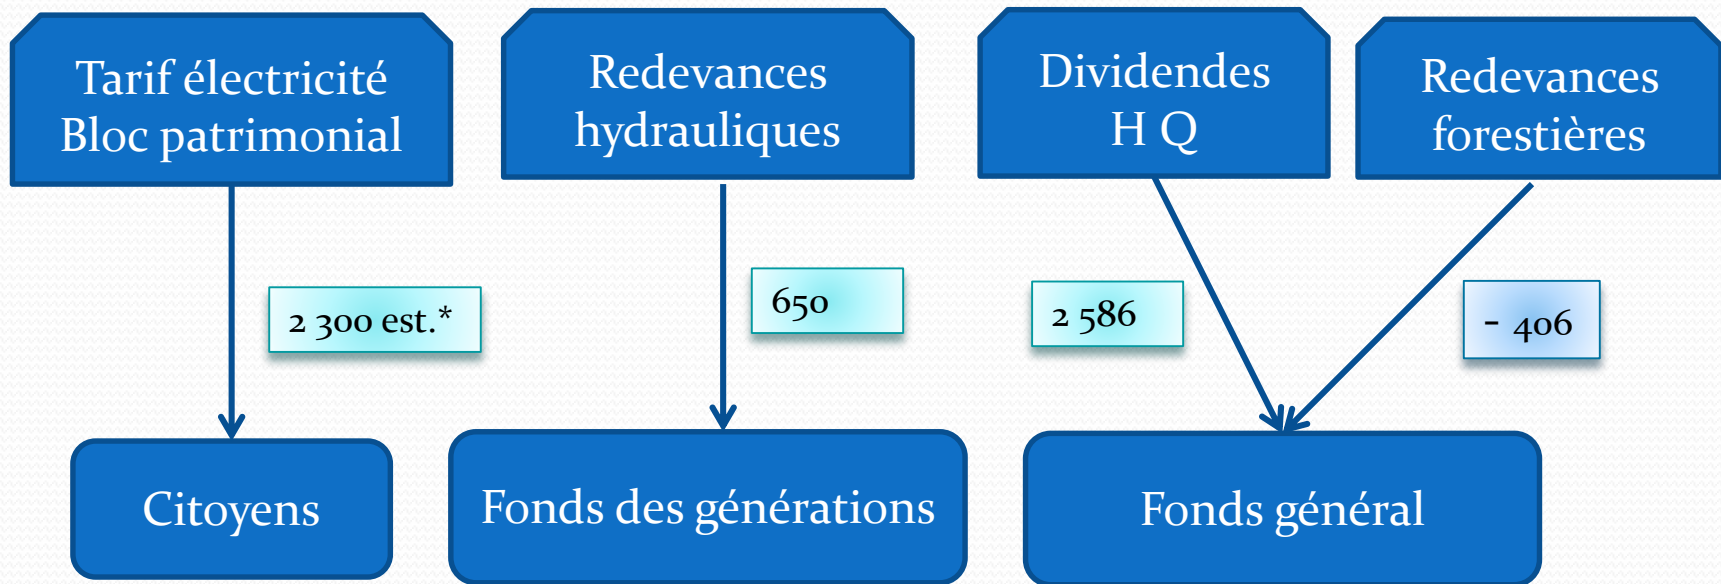 Tarif électricité
Bloc patrimonial
Redevances
hydrauliques
Dividendes
H Q
Redevances
forestières
2 300 est.*
650
2 586
- 406
Citoyens
Fonds des générations
Fonds général